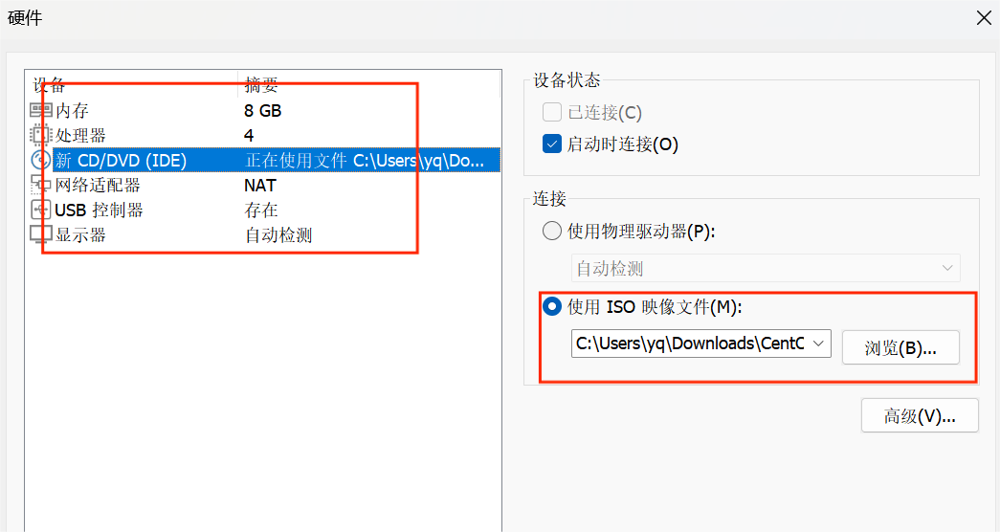 硬件
设备 摘要
内存 8 GB
处理器 4
新 CD/DVD (IDE) 正在使用文件 C:\Users\yq\Do...
网络适配器 NAT
USB 控制器 存在
显示器 自动检测
设备状态
已连接(C)
启动时连接(O)
连接
使用物理驱动器(P):
自动检测
使用 ISO 映像文件(M):
C:\Users\yq\Downloads\CentC
浏览(B)...
高级(V)...